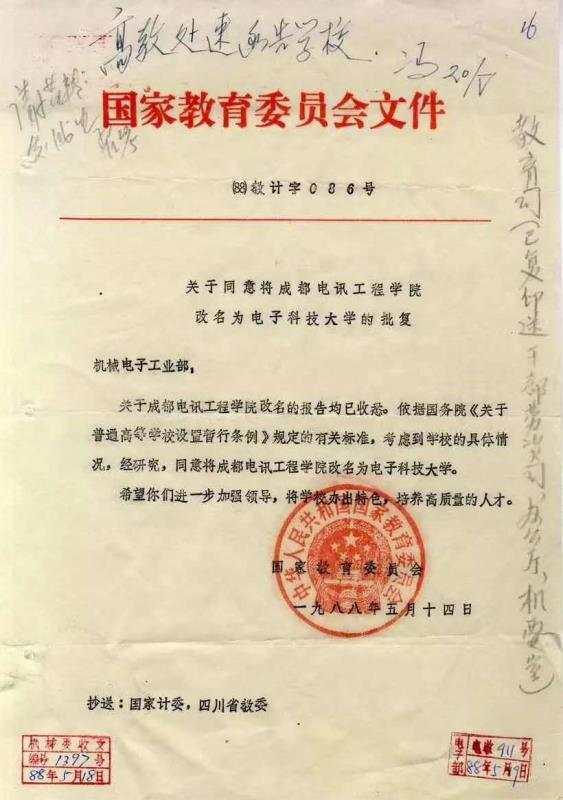 高教处速函告学校.
冯 20/5
16
国家教育委员会文件
(88)教计字086号
关于同意将成都电讯工程学院
改名为电子科技大学的批复
机械电子工业部：
关于成都电讯工程学院改名的报告均已收悉。依据国务院《关于
普通高等学校设置暂行条例》规定的有关标准，考虑到学校的具体情
况，经研究，同意将成都电讯工程学院改名为电子科技大学。
希望你们进一步加强领导，将学校办出特色，培养高质量的人才。
中华人民共和国国家教育委员会
国家教育委员会
一九八八年五月十四日
抄送：国家计委，四川省教委
教育司(已复印送干部劳资司、办公厅、机要室)
机械委收文
编号1397号
88年5月18日
电子部
911号
88年5月19日